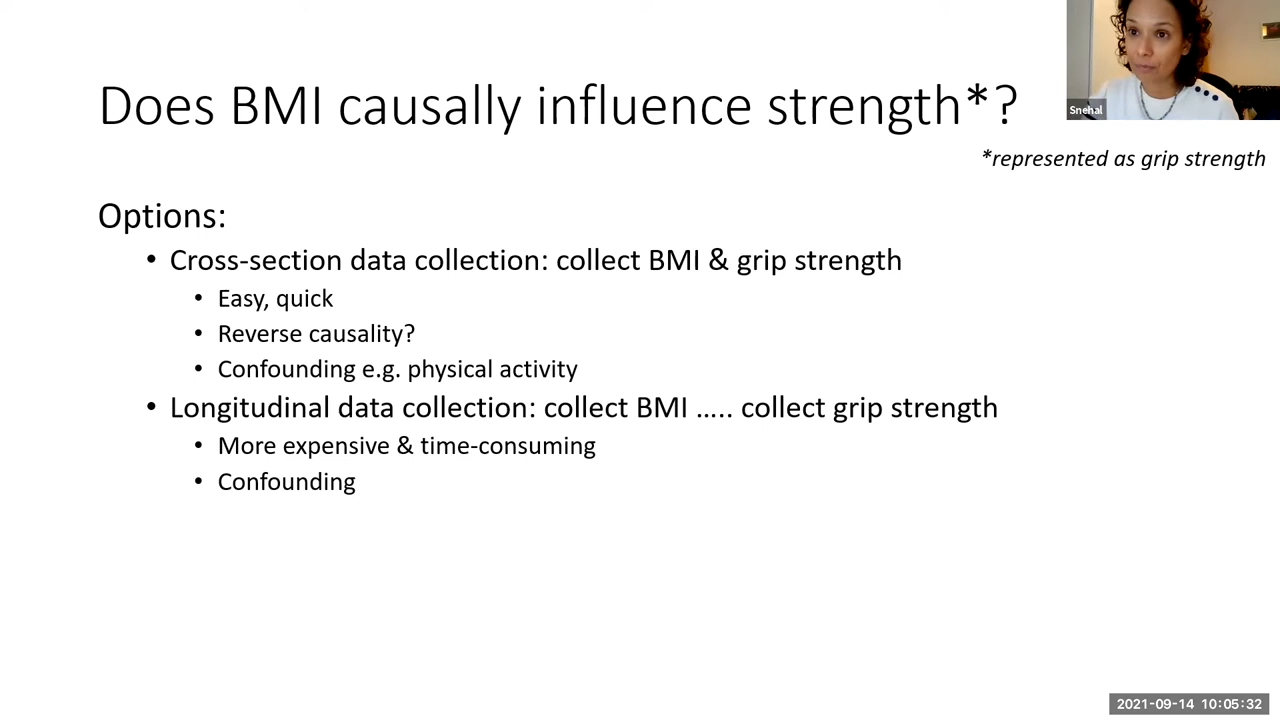 Does BMI causally influence strength*?
Snehal
*represented as grip strength
Options:
• Cross-section data collection: collect BMI & grip strength
• Easy, quick
• Reverse causality?
• Confounding e.g. physical activity
• Longitudinal data collection: collect BMI ….. collect grip strength
• More expensive & time-consuming
• Confounding
2021-09-14 10:05:32